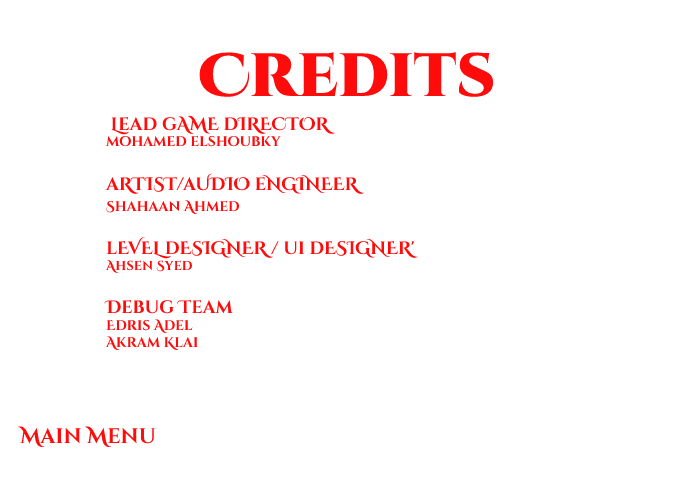 Credits
LEAD GAME DIRECTOR
MOHAMED ELSHOUBKY
ARTIST/AUDIO ENGINEER
Shahaan Ahmed
LEVEL DESIGNER / UI DESIGNER'
Ahsen Syed
Debug Team
Edris Adel
Akram Klai
Main Menu